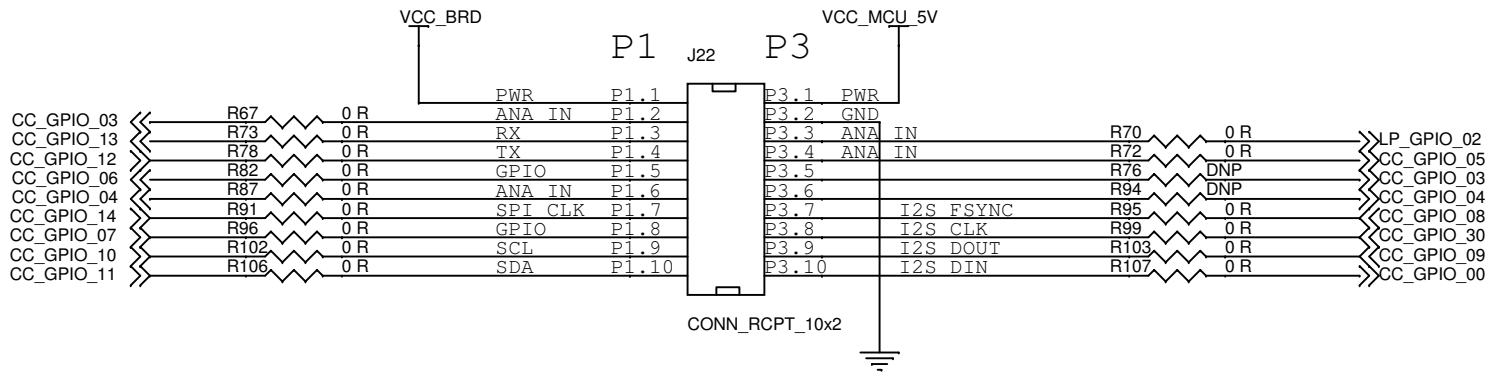 VCC_BRD VCC_MCU_5V
P1 J22 P3
PWR P1.1 P3.1 PWR
CC_GPIO_03 R67 0 R ANA IN P1.2 P3.2 GND
CC_GPIO_13 R73 0 R RX P1.3 P3.3 ANA IN R70 0 R LP_GPIO_02
CC_GPIO_12 R78 0 R TX P1.4 P3.4 ANA IN R72 0 R CC_GPIO_05
CC_GPIO_06 R82 0 R GPIO P1.5 P3.5 R76 DNP CC_GPIO_03
CC_GPIO_04 R87 0 R ANA IN P1.6 P3.6 R94 DNP CC_GPIO_04
CC_GPIO_14 R91 0 R SPI CLK P1.7 P3.7 I2S FSYNC R95 0 R CC_GPIO_08
CC_GPIO_07 R96 0 R GPIO P1.8 P3.8 I2S CLK R99 0 R CC_GPIO_30
CC_GPIO_10 R102 0 R SCL P1.9 P3.9 I2S DOUT R103 0 R CC_GPIO_09
CC_GPIO_11 R106 0 R SDA P1.10 P3.10 I2S DIN R107 0 R CC_GPIO_00
CONN_RCPT_10x2